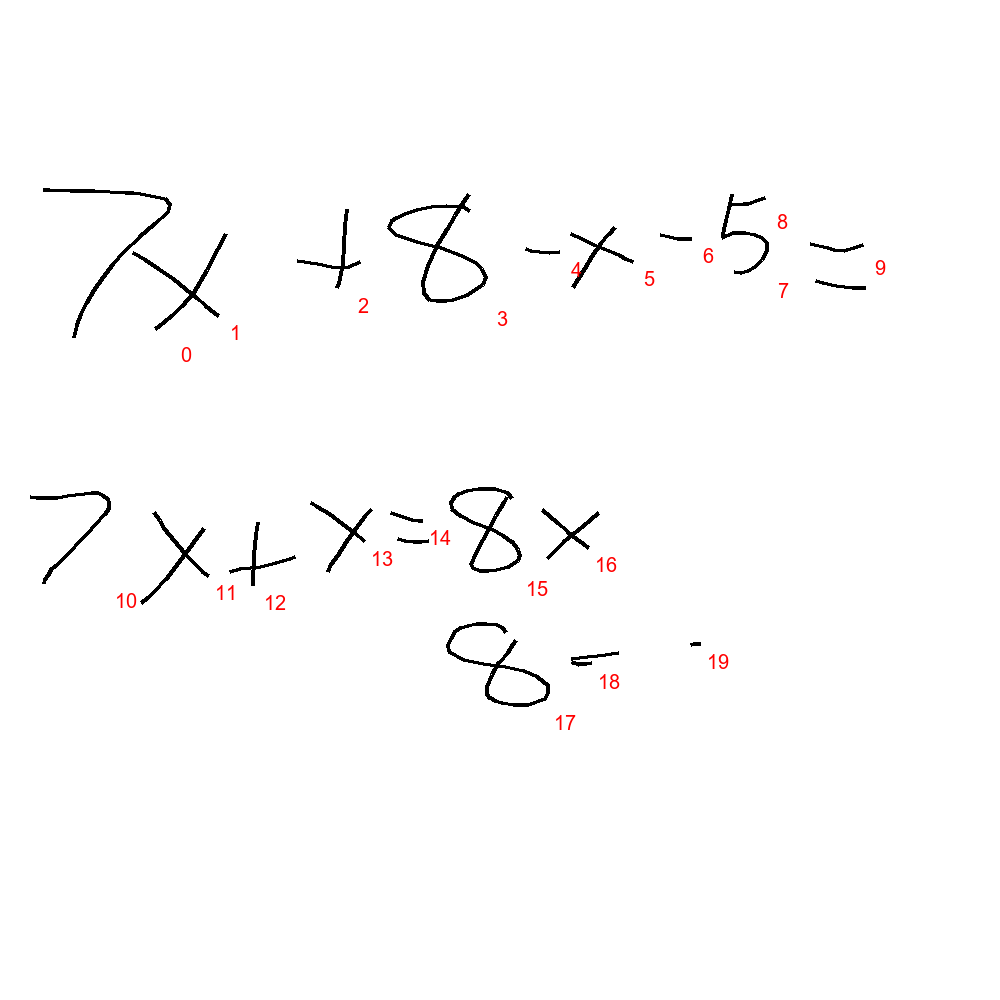 7x + 8 - x - 5 =
7x + x = 8x
8 = -